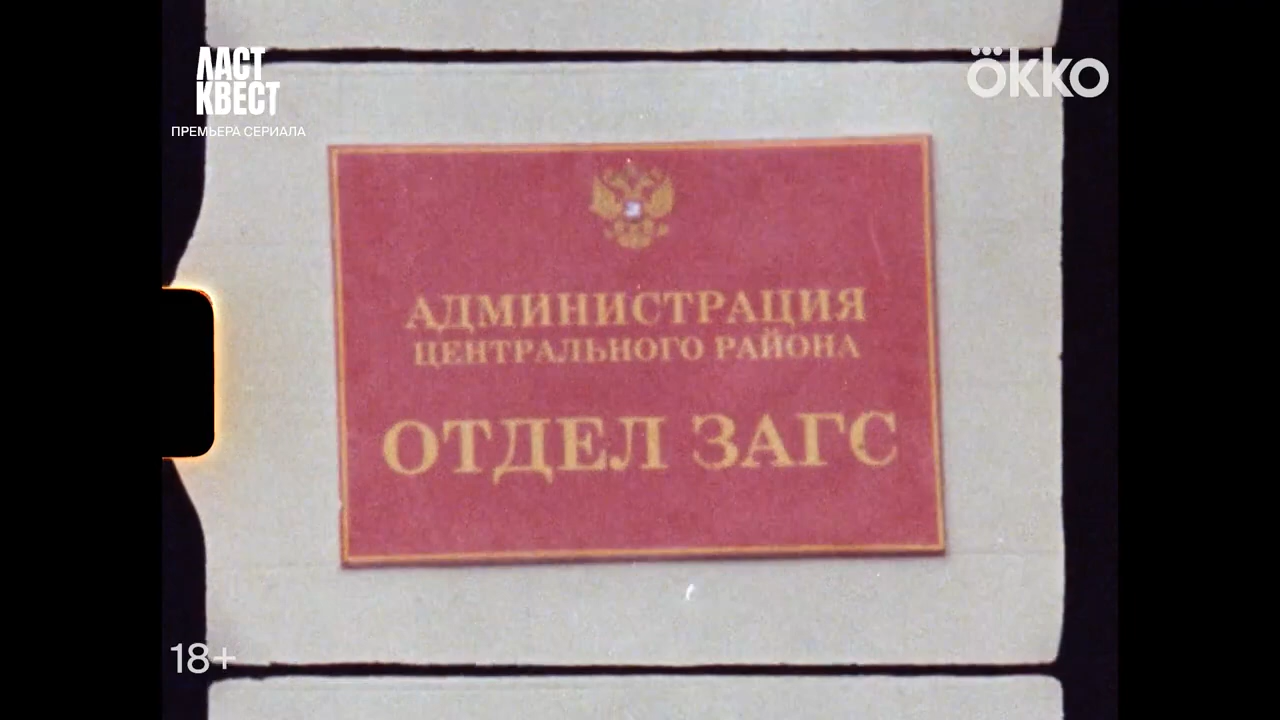 ЛАСТ
КВЕСТ
ПРЕМЬЕРА СЕРИАЛА
okko
АДМИНИСТРАЦИЯ
ЦЕНТРАЛЬНОГО РАЙОНА
ОТДЕЛ ЗАГС
18+